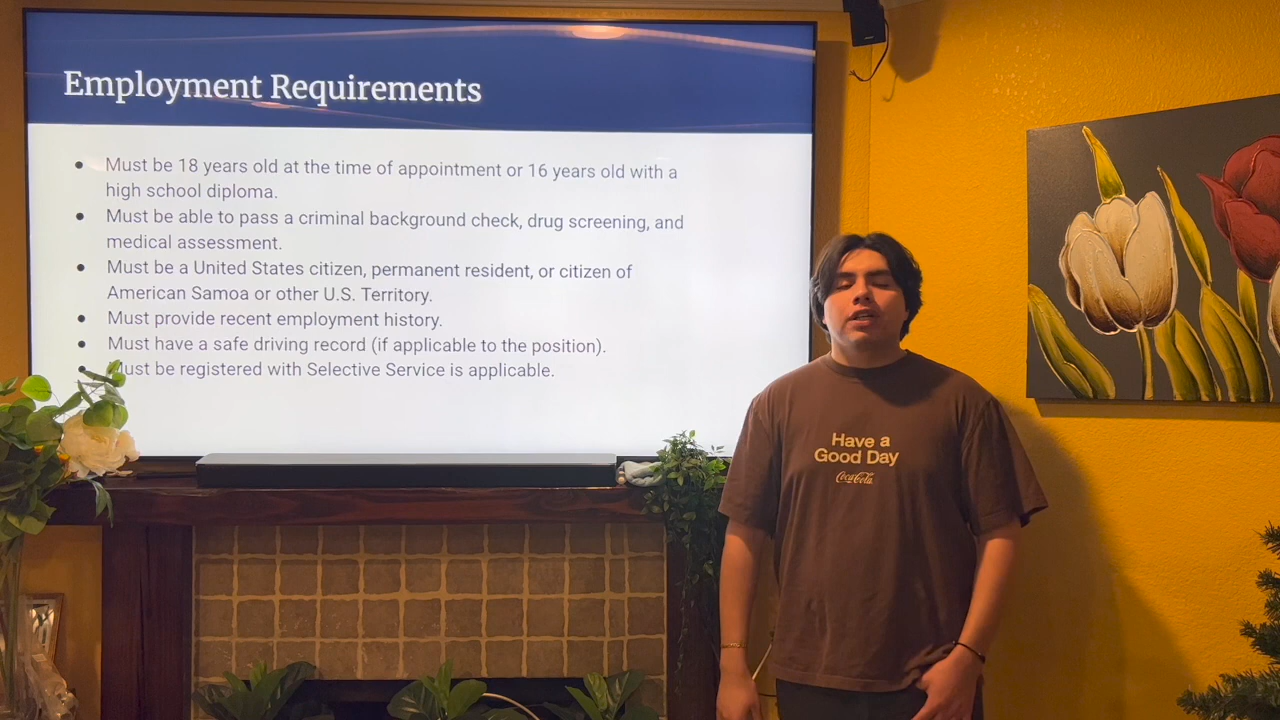 Employment Requirements
● Must be 18 years old at the time of appointment or 16 years old with a
high school diploma.
● Must be able to pass a criminal background check, drug screening, and
medical assessment.
● Must be a United States citizen, permanent resident, or citizen of
American Samoa or other U.S. Territory.
● Must provide recent employment history.
● Must have a safe driving record (if applicable to the position).
● Must be registered with Selective Service is applicable.
Have a
Good Day
Coca-Cola